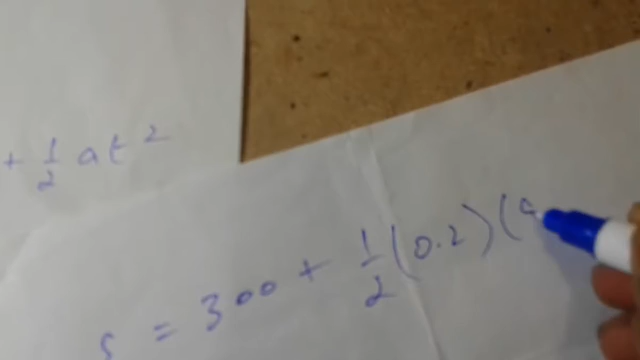 + 1/2 at²
s = 300 + 1/2 (0.2) (